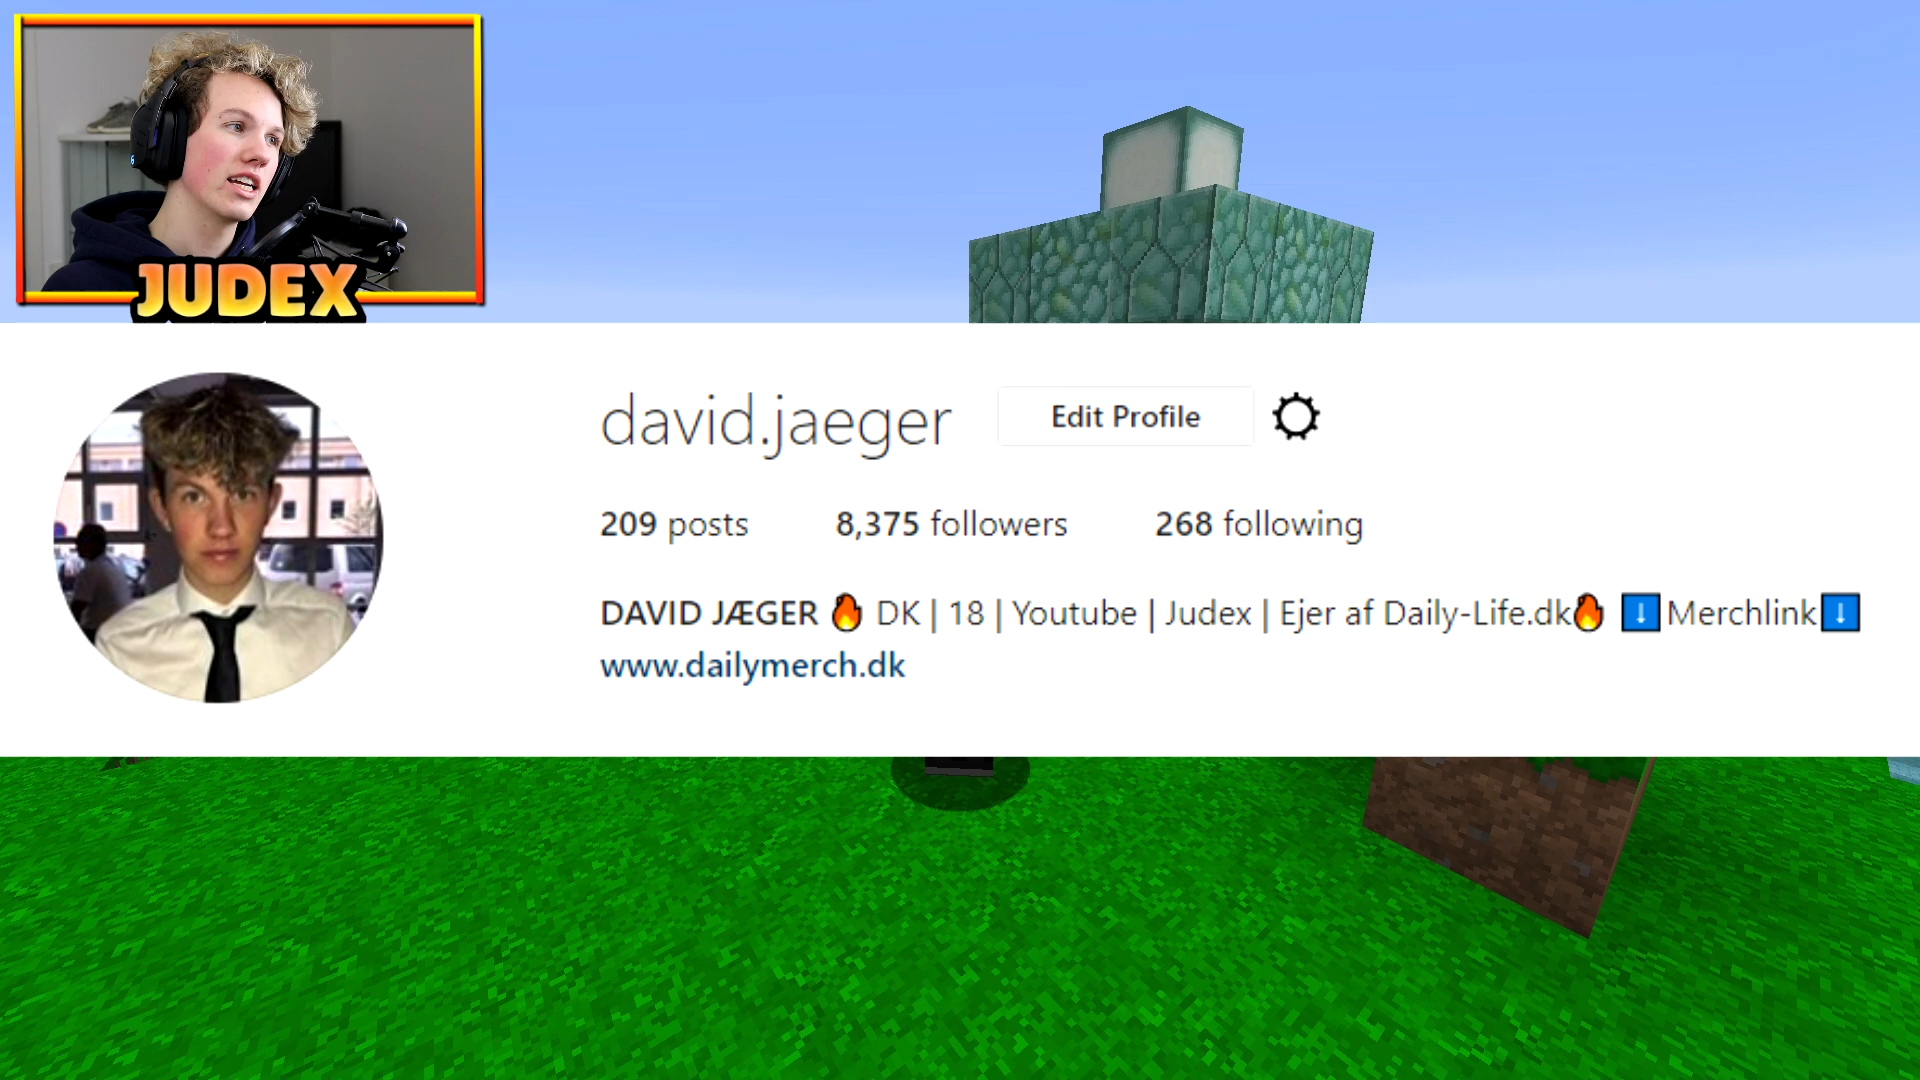 JUDEX
david.jaeger Edit Profile
209 posts 8,375 followers 268 following
DAVID JÆGER 🔥 DK | 18 | Youtube | Judex | Ejer af Daily-Life.dk🔥 ⬇️Merchlink⬇️
www.dailymerch.dk